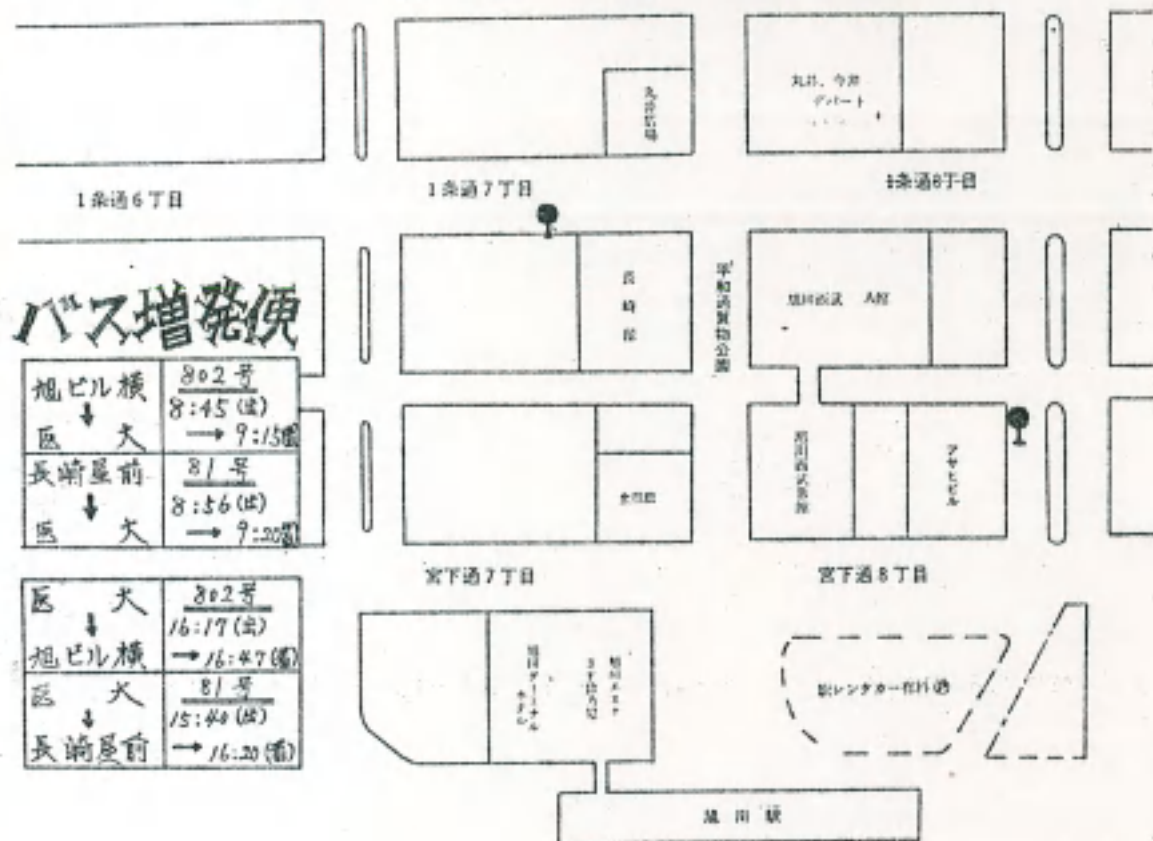 丸井、今井
デパート
1条通6丁目
1条通7丁目
1条通8丁目
長崎屋
平和通買物公園
旭川西武 A館
バス増発便
旭ビル横
↓
医大
802号
8:45(出)
→ 9:15(着)
長崎屋前
↓
医大
81号
8:56(出)
→ 9:20(着)
旭川西武B館
アサヒビル
宮下通7丁目
宮下通8丁目
医大
↓
旭ビル横
802号
16:17(出)
→ 16:47(着)
医大
↓
長崎屋前
81号
15:40(出)
→ 16:20(着)
旭川ターミナル
ホテル
旭川駅